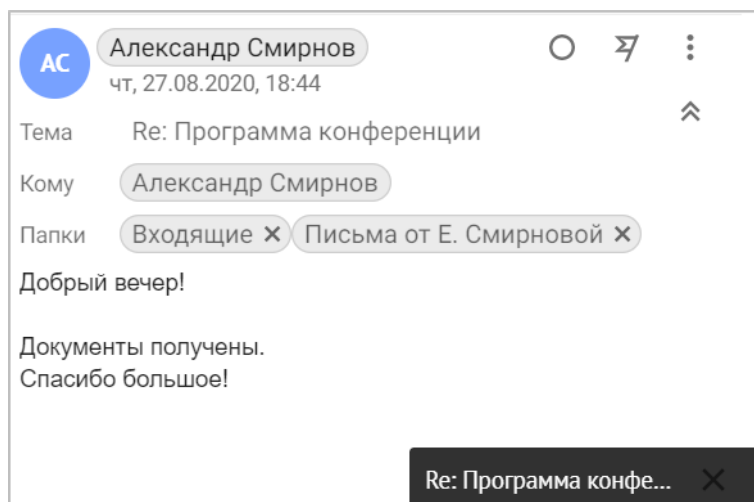 АС
Александр Смирнов
чт, 27.08.2020, 18:44
Тема Re: Программа конференции
Кому Александр Смирнов
Папки Входящие × Письма от Е. Смирновой ×
Добрый вечер!
Документы получены.
Спасибо большое!
Re: Программа конфе... ×